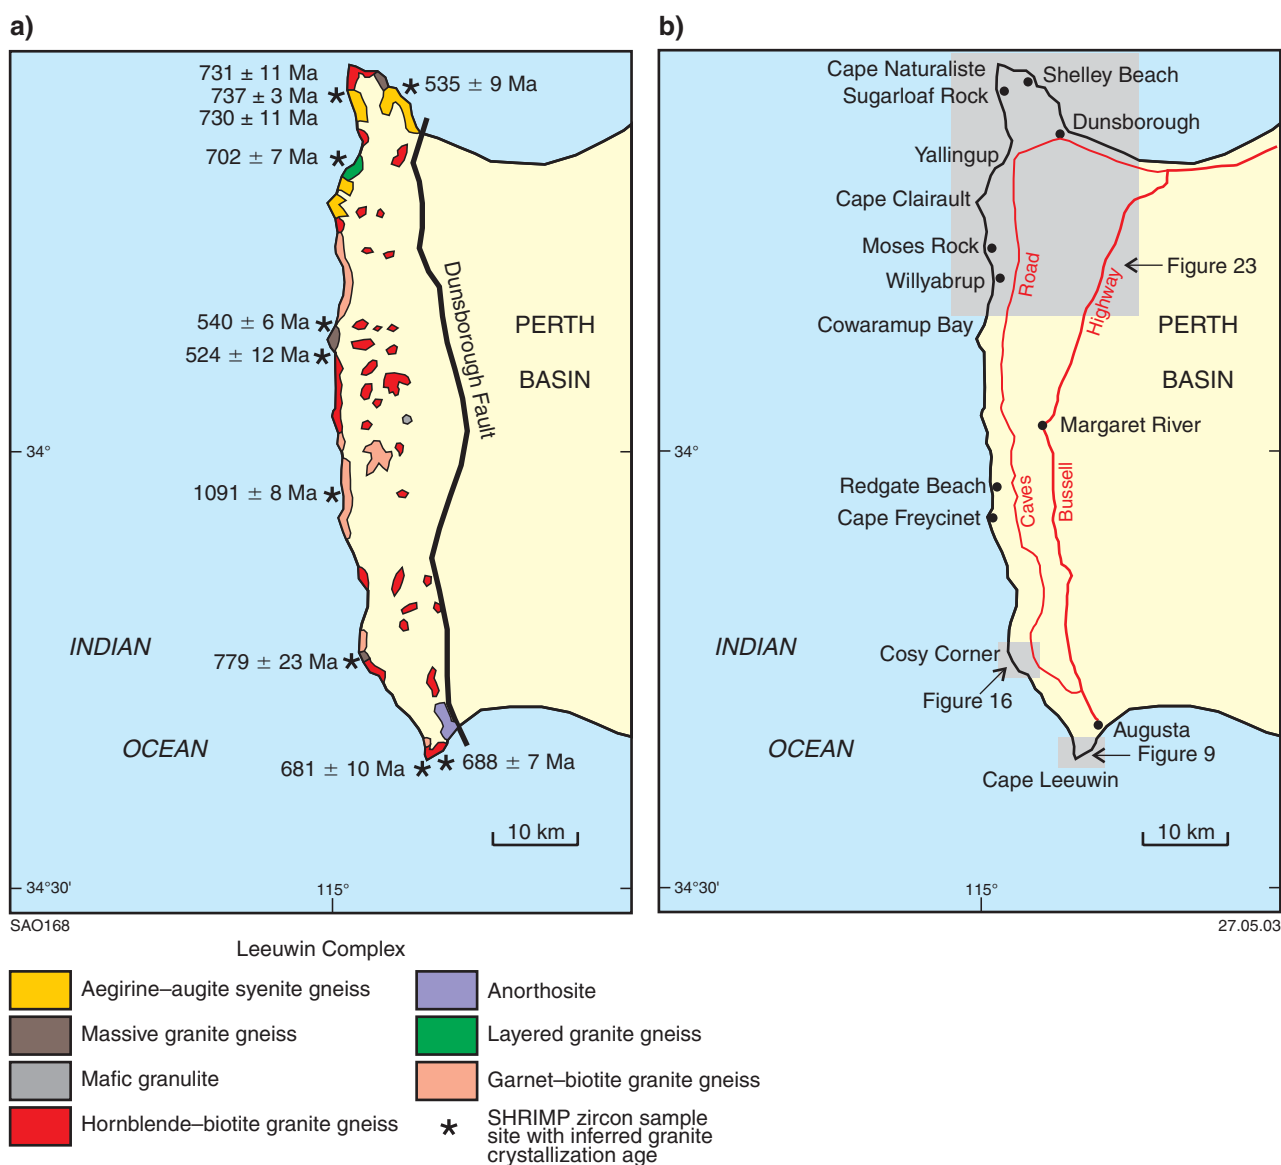 a)
731 ± 11 Ma
737 ± 3 Ma
730 ± 11 Ma
535 ± 9 Ma
702 ± 7 Ma
Dunsborough Fault
540 ± 6 Ma
524 ± 12 Ma
PERTH
BASIN
34°
1091 ± 8 Ma
INDIAN
779 ± 23 Ma
OCEAN
681 ± 10 Ma
688 ± 7 Ma
10 km
34°30'
115°
SAO168
b)
Cape Naturaliste
Shelley Beach
Sugarloaf Rock
Dunsborough
Yallingup
Cape Clairault
Moses Rock
Road
Figure 23
Willyabrup
Highway
Cowaramup Bay
PERTH
BASIN
Margaret River
34°
Redgate Beach
Caves
Bussell
Cape Freycinet
INDIAN
Cosy Corner
Figure 16
OCEAN
Augusta
Figure 9
Cape Leeuwin
10 km
34°30'
115°
27.05.03
Leeuwin Complex
Aegirine–augite syenite gneiss
Massive granite gneiss
Mafic granulite
Hornblende–biotite granite gneiss
Anorthosite
Layered granite gneiss
Garnet–biotite granite gneiss
SHRIMP zircon sample
site with inferred granite
crystallization age